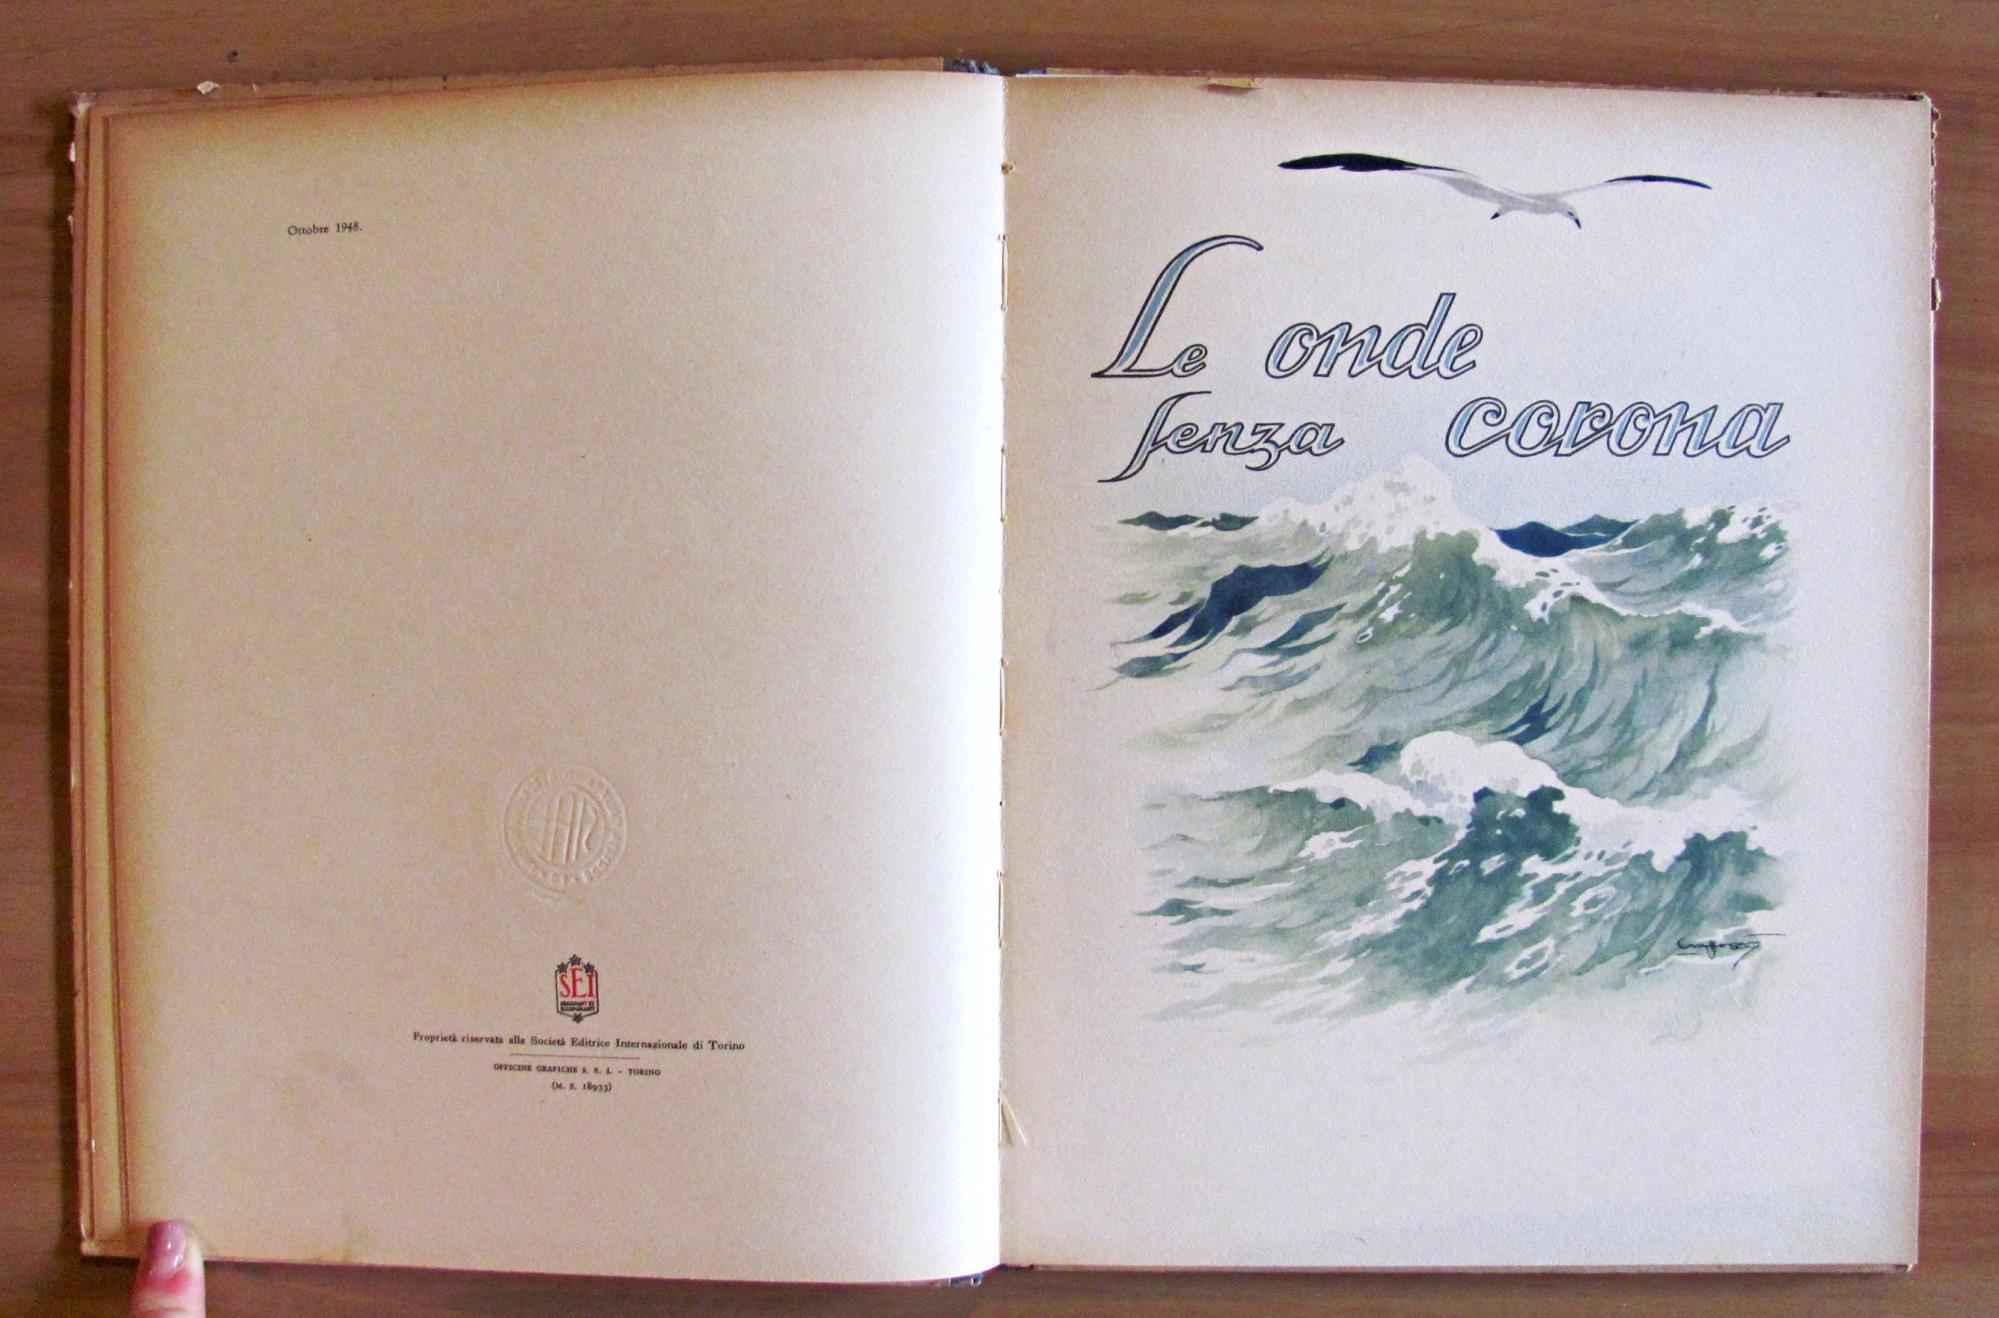 Ottobre 1948.
SEI
Proprietà riservata alla Società Editrice Internazionale di Torino
OFFICINE GRAFICHE S. E. I. - TORINO
(M. E. 18933)
Le onde
senza corona